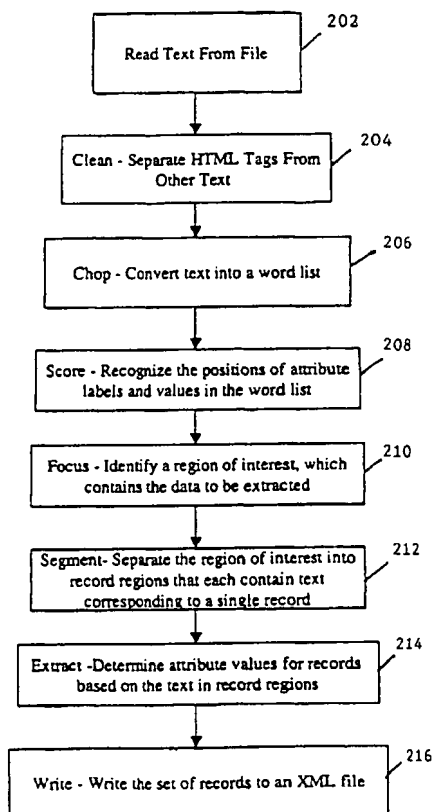 202
Read Text From File
204
Clean - Separate HTML Tags From
Other Text
206
Chop - Convert text into a word list
208
Score - Recognize the positions of attribute
labels and values in the word list
210
Focus - Identify a region of interest, which
contains the data to be extracted
212
Segment- Separate the region of interest into
record regions that each contain text
corresponding to a single record
214
Extract -Determine attribute values for records
based on the text in record regions
216
Write - Write the set of records to an XML file